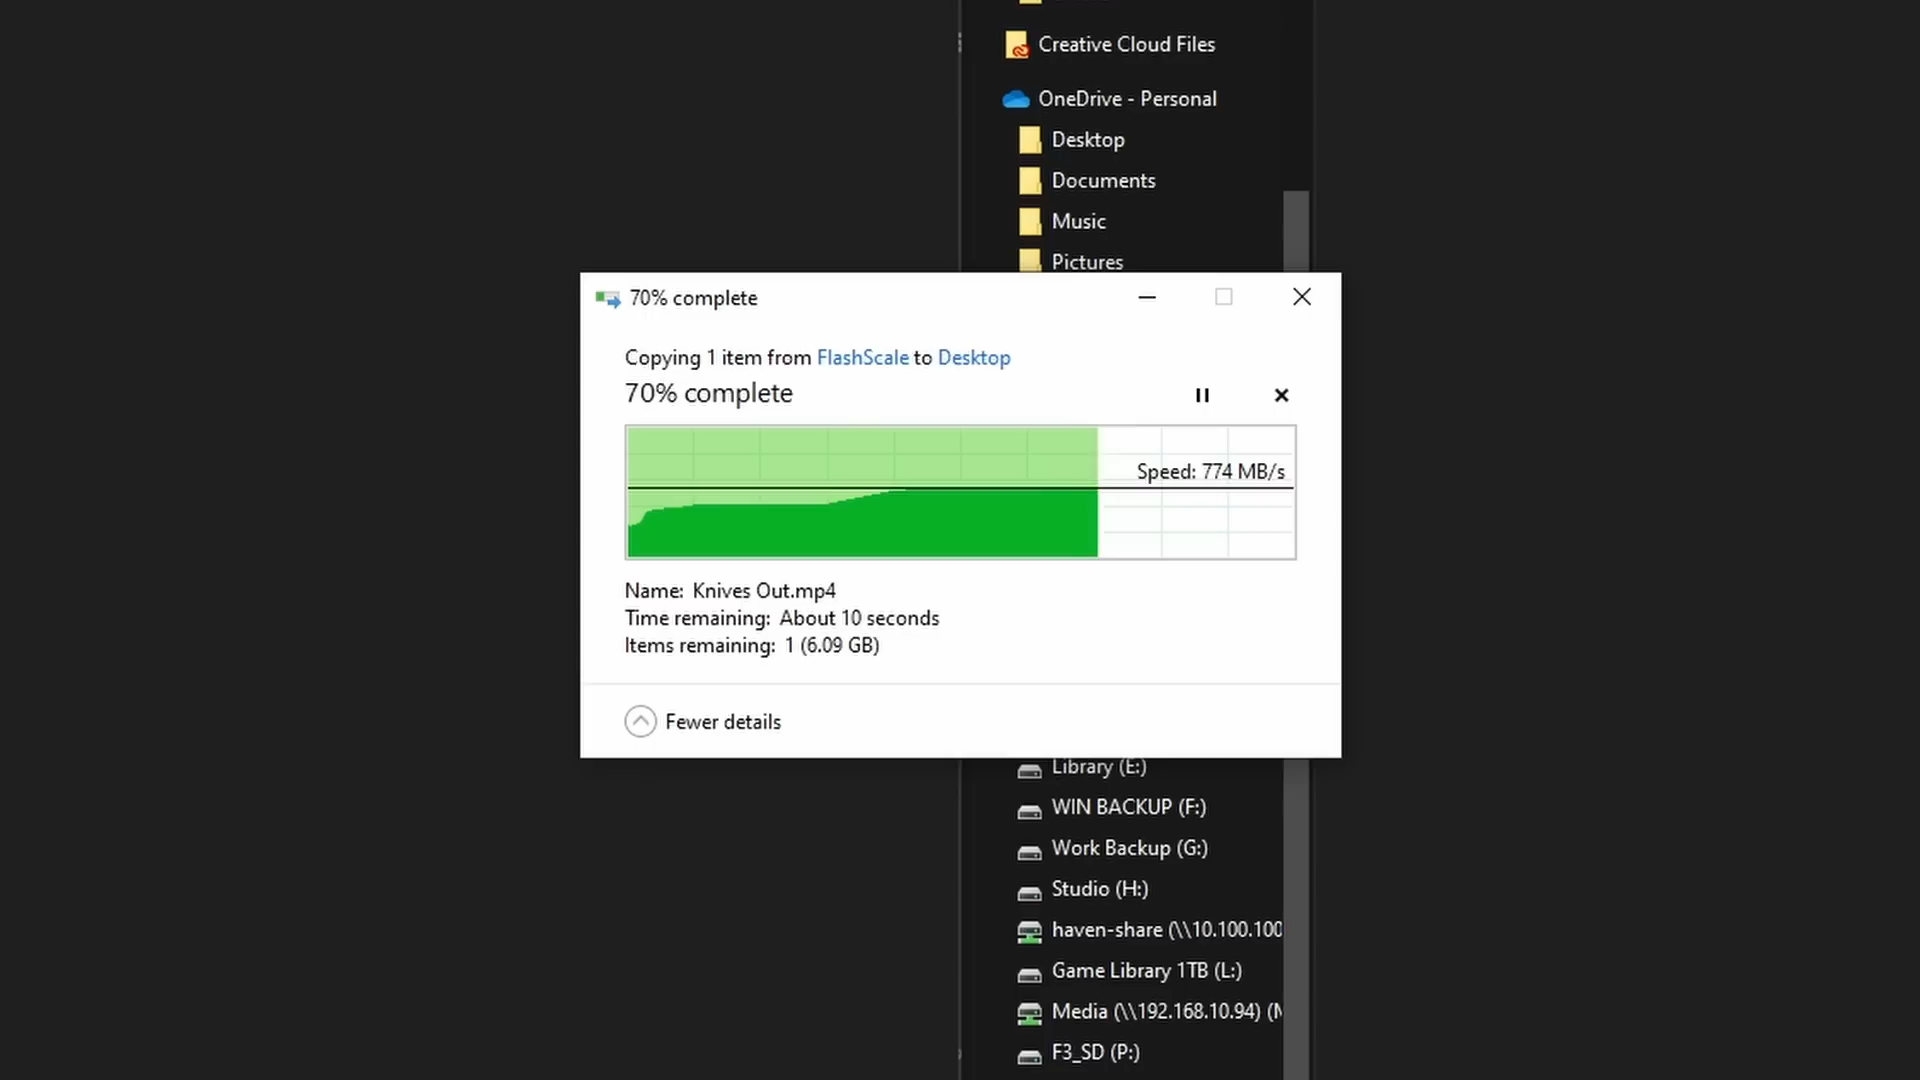 Creative Cloud Files
OneDrive - Personal
Desktop
Documents
Music
Pictures
70% complete
Copying 1 item from FlashScale to Desktop
70% complete
Speed: 774 MB/s
Name: Knives Out.mp4
Time remaining: About 10 seconds
Items remaining: 1 (6.09 GB)
Fewer details
Library (E:)
WIN BACKUP (F:)
Work Backup (G:)
Studio (H:)
haven-share (\\10.100.100
Game Library 1TB (L:)
Media (\\192.168.10.94) (
F3_SD (P:)